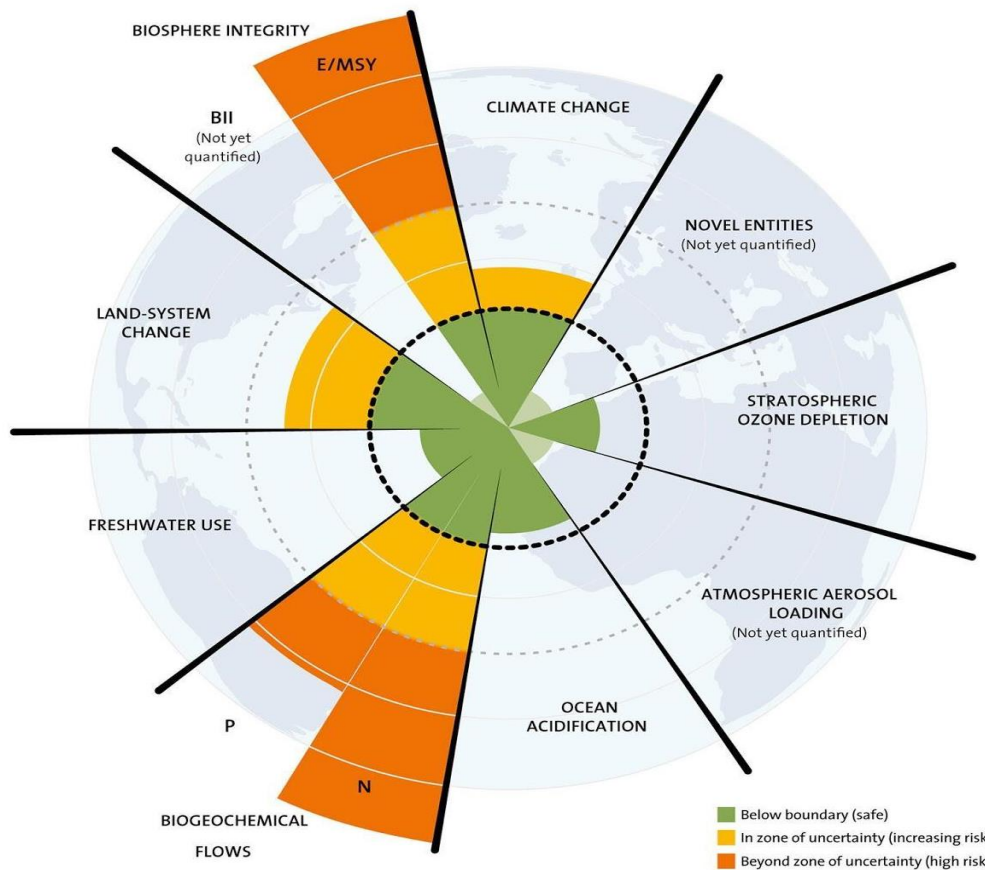 BIOSPHERE INTEGRITY
E/MSY
BII
(Not yet
quantified)
CLIMATE CHANGE
NOVEL ENTITIES
(Not yet quantified)
LAND-SYSTEM
CHANGE
STRATOSPHERIC
OZONE DEPLETION
FRESHWATER USE
ATMOSPHERIC AEROSOL
LOADING
(Not yet quantified)
OCEAN
ACIDIFICATION
P
N
BIOGEOCHEMICAL
FLOWS
Below boundary (safe)
In zone of uncertainty (increasing risk
Beyond zone of uncertainty (high risk